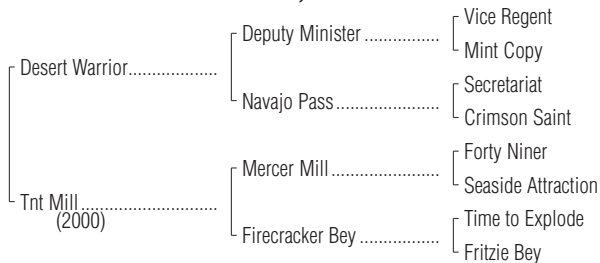 Vice Regent
Deputy Minister ................
Mint Copy
Desert Warrior...................
Secretariat
Navajo Pass......................
Crimson Saint
Forty Niner
Mercer Mill.......................
Seaside Attraction
Tnt Mill.............................
(2000)
Time to Explode
Firecracker Bey .................
Fritzie Bey